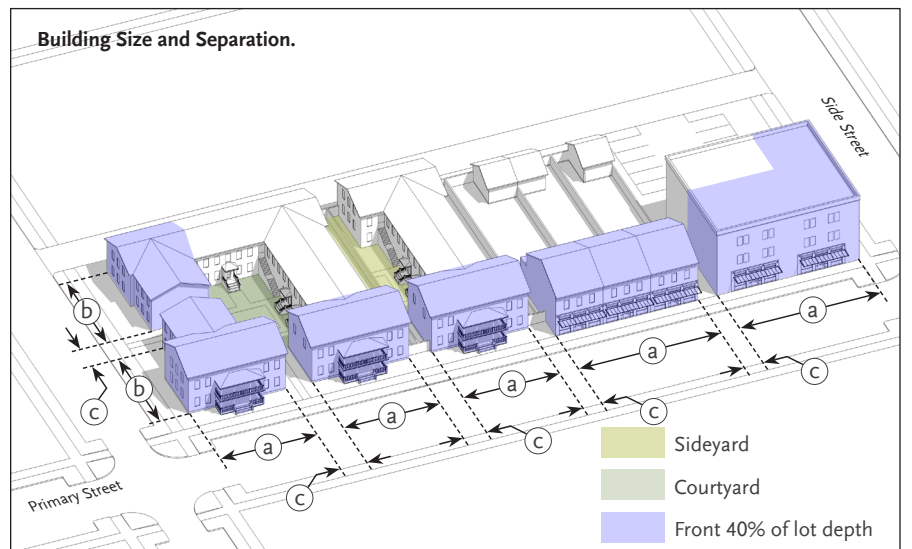 Building Size and Separation.
Side Street
b
a
b
a
c
a
c
a
a
c
c
c
Primary Street
c
Sideyard
Courtyard
Front 40% of lot depth